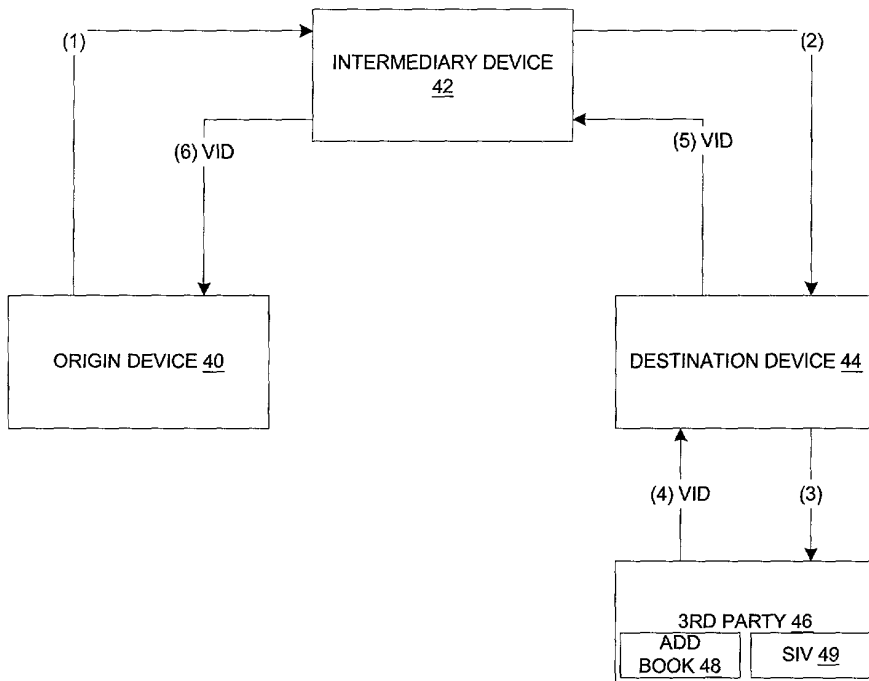 (1)
(2)
INTERMEDIARY DEVICE
42
(6) VID
(5) VID
ORIGIN DEVICE 40
DESTINATION DEVICE 44
(4) VID
(3)
3RD PARTY 46
ADD
BOOK 48
SIV 49